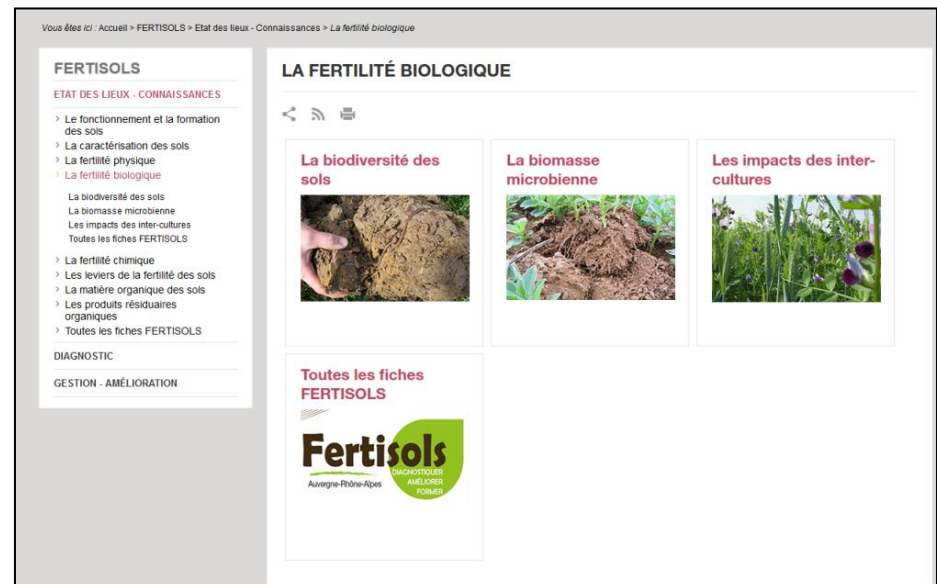 Vous êtes ici : Accueil > FERTISOLS > Etat des lieux - Connaissances > La fertilité biologique
FERTISOLS
ETAT DES LIEUX - CONNAISSANCES
> Le fonctionnement et la formation
des sols
> La caractérisation des sols
> La fertilité physique
> La fertilité biologique
La biodiversité des sols
La biomasse microbienne
Les impacts des inter-cultures
Toutes les fiches FERTISOLS
> La fertilité chimique
> Les leviers de la fertilité des sols
> La matière organique des sols
> Les produits résiduaires
organiques
> Toutes les fiches FERTISOLS
DIAGNOSTIC
GESTION - AMÉLIORATION
LA FERTILITÉ BIOLOGIQUE
La biodiversité des
sols
La biomasse
microbienne
Les impacts des inter-
cultures
Toutes les fiches
FERTISOLS
Fertisols
Auvergne-Rhône-Alpes
DIAGNOSTIQUER
AMÉLIORER
FORMER